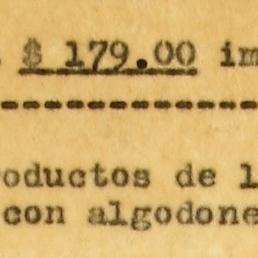 $ 179.00 im
--------------
oductos de l
con algodone